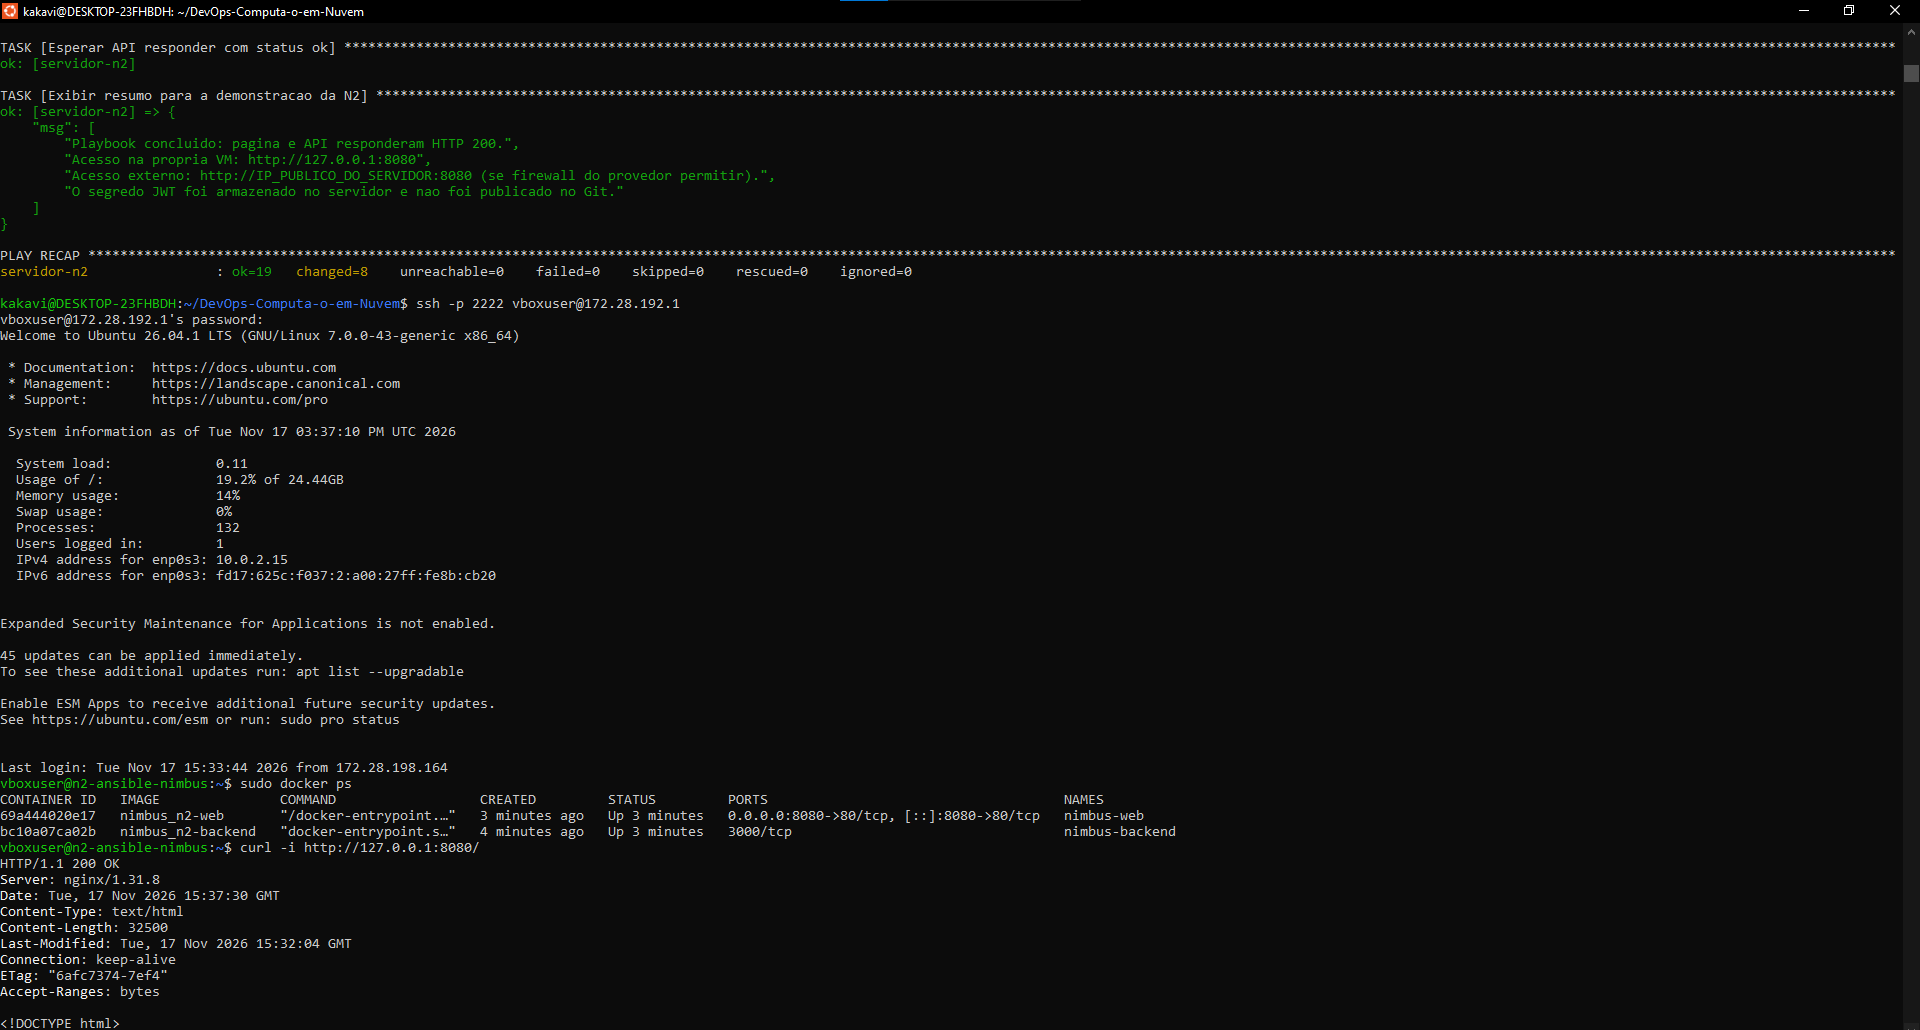 kakavi@DESKTOP-23FHBDH: ~/DevOps-Computa-o-em-Nuvem
TASK [Esperar API responder com status ok] **************************************************************************************************************************************************************************************************
ok: [servidor-n2]
TASK [Exibir resumo para a demonstracao da N2] **********************************************************************************************************************************************************************************************
ok: [servidor-n2] => {
    "msg": [
        "Playbook concluido: pagina e API responderam HTTP 200.",
        "Acesso na propria VM: http://127.0.0.1:8080",
        "Acesso externo: http://IP_PUBLICO_DO_SERVIDOR:8080 (se firewall do provedor permitir).",
        "O segredo JWT foi armazenado no servidor e nao foi publicado no Git."
    ]
}
PLAY RECAP **********************************************************************************************************************************************************************************************************************************
servidor-n2                : ok=19   changed=8    unreachable=0    failed=0    skipped=0    rescued=0    ignored=0
kakavi@DESKTOP-23FHBDH:~/DevOps-Computa-o-em-Nuvem$ ssh -p 2222 vboxuser@172.28.192.1
vboxuser@172.28.192.1's password:
Welcome to Ubuntu 26.04.1 LTS (GNU/Linux 7.0.0-43-generic x86_64)
 * Documentation:  https://docs.ubuntu.com
 * Management:     https://landscape.canonical.com
 * Support:        https://ubuntu.com/pro
 System information as of Tue Nov 17 03:37:10 PM UTC 2026
  System load:             0.11
  Usage of /:              19.2% of 24.44GB
  Memory usage:            14%
  Swap usage:              0%
  Processes:               132
  Users logged in:         1
  IPv4 address for enp0s3: 10.0.2.15
  IPv6 address for enp0s3: fd17:625c:f037:2:a00:27ff:fe8b:cb20
Expanded Security Maintenance for Applications is not enabled.
45 updates can be applied immediately.
To see these additional updates run: apt list --upgradable
Enable ESM Apps to receive additional future security updates.
See https://ubuntu.com/esm or run: sudo pro status
Last login: Tue Nov 17 15:33:44 2026 from 172.28.198.164
vboxuser@n2-ansible-nimbus:~$ sudo docker ps
CONTAINER ID   IMAGE               COMMAND                  CREATED         STATUS         PORTS                                     NAMES
69a444020e17   nimbus_n2-web       "/docker-entrypoint.…"   3 minutes ago   Up 3 minutes   0.0.0.0:8080->80/tcp, [::]:8080->80/tcp   nimbus-web
bc10a07ca02b   nimbus_n2-backend   "docker-entrypoint.s…"   4 minutes ago   Up 3 minutes   3000/tcp                                  nimbus-backend
vboxuser@n2-ansible-nimbus:~$ curl -i http://127.0.0.1:8080/
HTTP/1.1 200 OK
Server: nginx/1.31.8
Date: Tue, 17 Nov 2026 15:37:30 GMT
Content-Type: text/html
Content-Length: 32500
Last-Modified: Tue, 17 Nov 2026 15:32:04 GMT
Connection: keep-alive
ETag: "6afc7374-7ef4"
Accept-Ranges: bytes
<!DOCTYPE html>